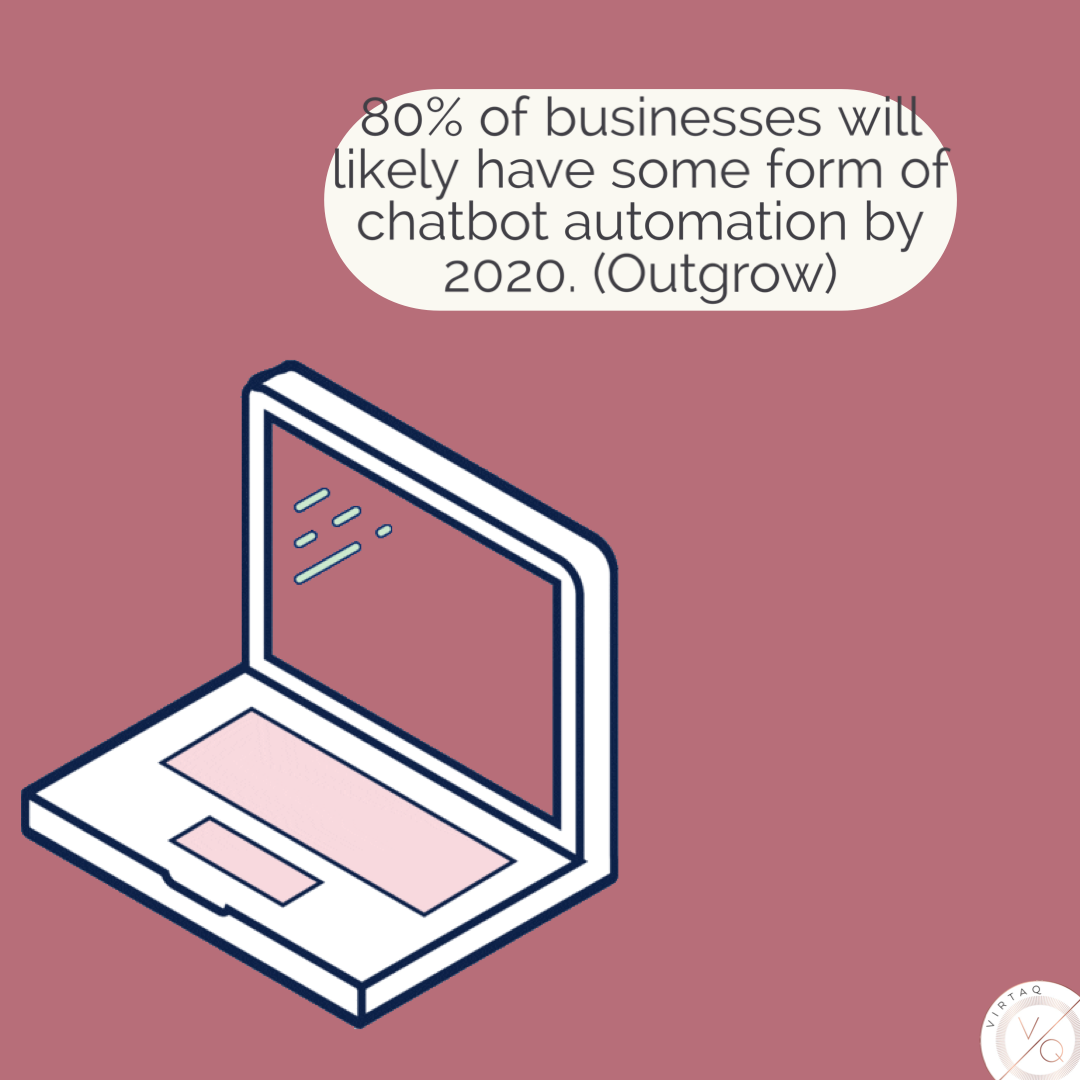 80% of businesses will
likely have some form of
chatbot automation by
2020. (Outgrow)
VIRTAQ
VQ